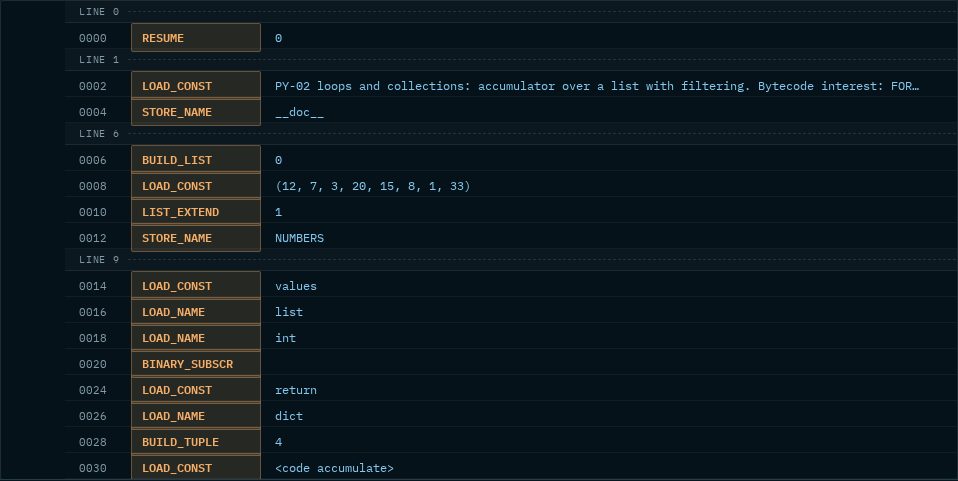 LINE 0
0000 RESUME 0
LINE 1
0002 LOAD_CONST PY-02 loops and collections: accumulator over a list with filtering. Bytecode interest: FOR…
0004 STORE_NAME __doc__
LINE 6
0006 BUILD_LIST 0
0008 LOAD_CONST (12, 7, 3, 20, 15, 8, 1, 33)
0010 LIST_EXTEND 1
0012 STORE_NAME NUMBERS
LINE 9
0014 LOAD_CONST values
0016 LOAD_NAME list
0018 LOAD_NAME int
0020 BINARY_SUBSCR
0024 LOAD_CONST return
0026 LOAD_NAME dict
0028 BUILD_TUPLE 4
0030 LOAD_CONST <code accumulate>